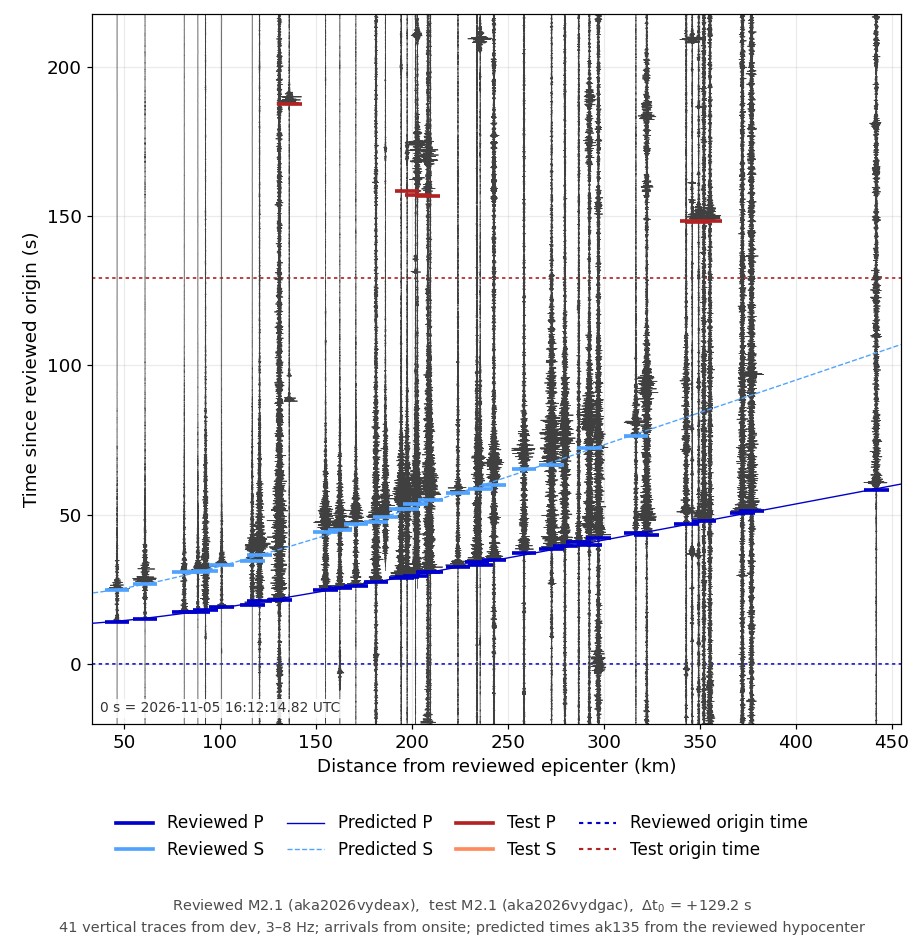 200
150
100
50
0
Time since reviewed origin (s)
0 s = 2026-11-05 16:12:14.82 UTC
50 100 150 200 250 300 350 400 450
Distance from reviewed epicenter (km)
Reviewed P Predicted P Test P Reviewed origin time
Reviewed S Predicted S Test S Test origin time
Reviewed M2.1 (aka2026vydeax), test M2.1 (aka2026vydgac), Δt₀ = +129.2 s
41 vertical traces from dev, 3–8 Hz; arrivals from onsite; predicted times ak135 from the reviewed hypocenter